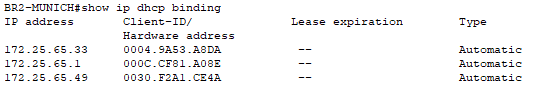 BR2-MUNICH#show ip dhcp binding
IP address       Client-ID/              Lease expiration        Type
                 Hardware address
172.25.65.33     0004.9A53.A8DA           --                     Automatic
172.25.65.1      000C.CF81.A08E           --                     Automatic
172.25.65.49     0030.F2A1.CE4A           --                     Automatic